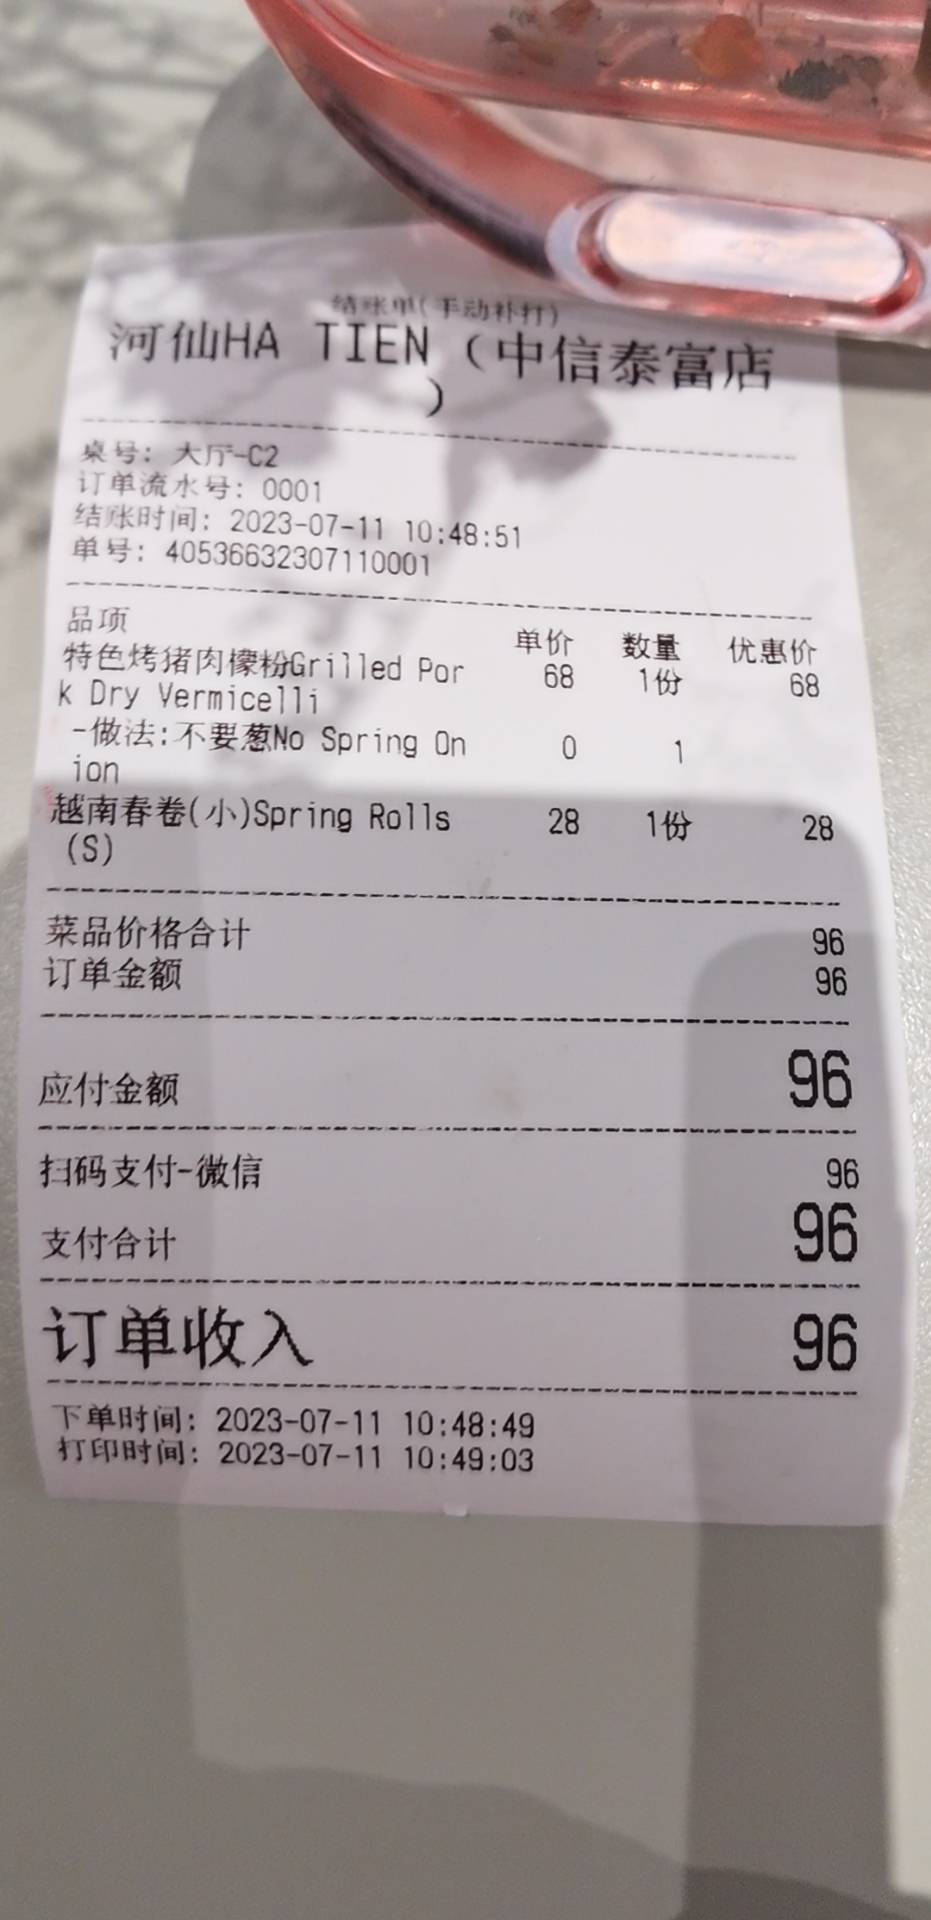 结账单(手动补打)
河仙HA TIEN（中信泰富店
）
桌号: 大厅-C2
订单流水号: 0001
结账时间: 2023-07-11 10:48:51
单号: 40536632307110001
品项 单价 数量 优惠价
特色烤猪肉檬粉Grilled Por 68 1份 68
k Dry Vermicelli
-做法:不要葱No Spring On 0 1
ion
越南春卷(小)Spring Rolls 28 1份 28
(S)
菜品价格合计 96
订单金额 96
应付金额 96
扫码支付-微信 96
支付合计 96
订单收入 96
下单时间: 2023-07-11 10:48:49
打印时间: 2023-07-11 10:49:03